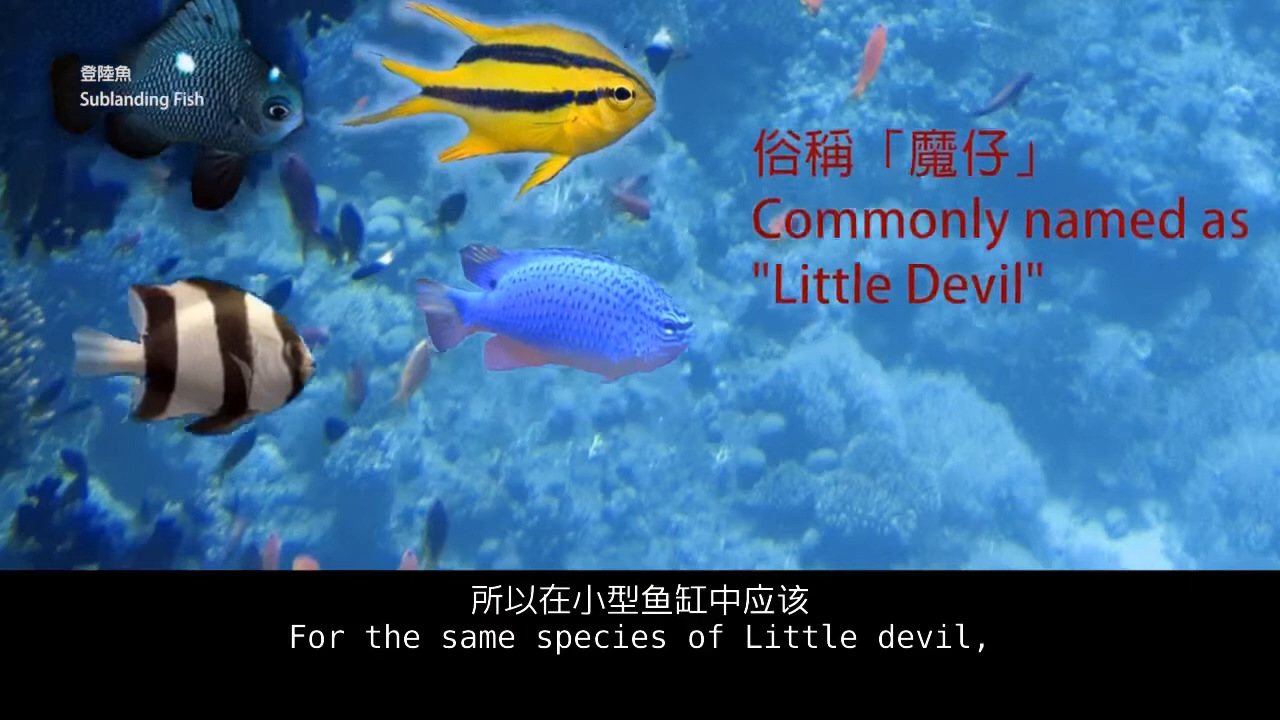 登陸魚
Sublanding Fish
俗稱「魔仔」
Commonly named as
"Little Devil"
所以在小型鱼缸中应该
For the same species of Little devil,